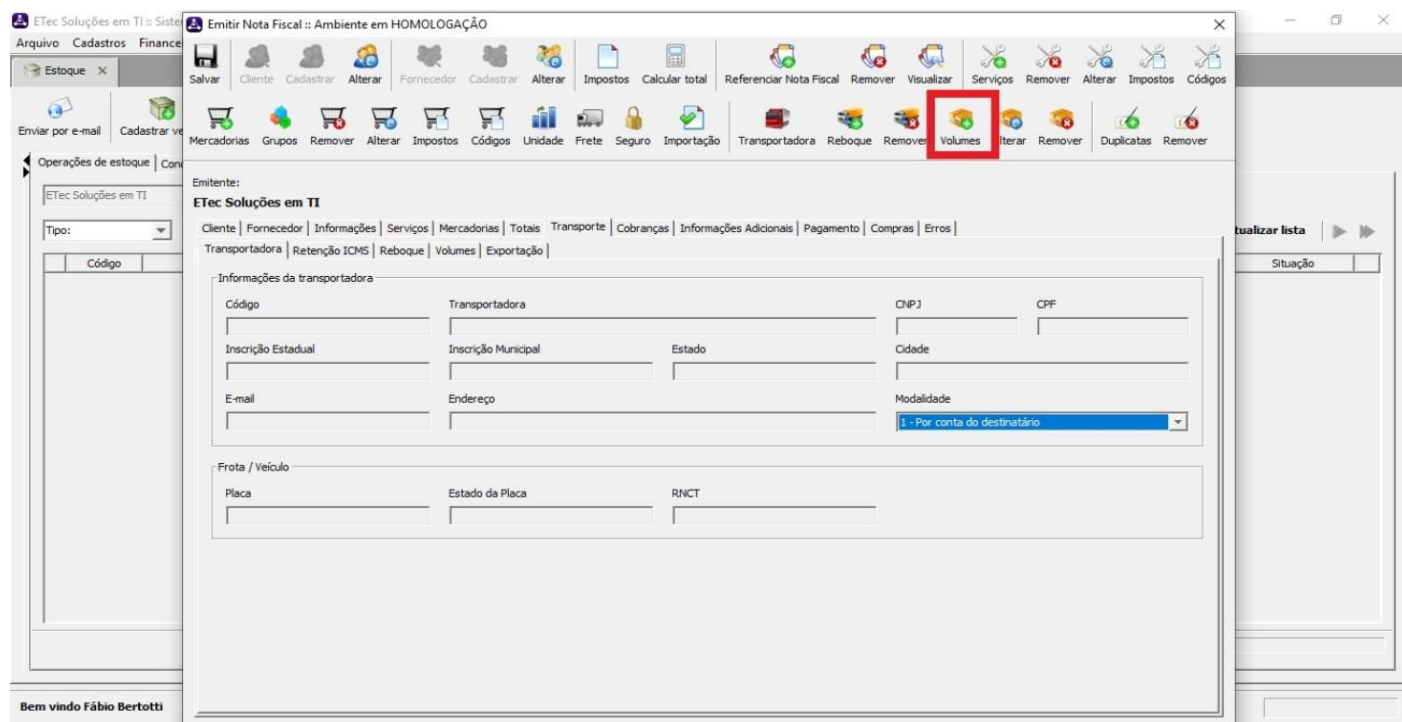 ETec Soluções em TI :: Siste
Emitir Nota Fiscal :: Ambiente em HOMOLOGAÇÃO
Arquivo Cadastros Finance
Estoque
Salvar Cliente Cadastrar Alterar Fornecedor Cadastrar Alterar Impostos Calcular total Referenciar Nota Fiscal Remover Visualizar Serviços Remover Alterar Impostos Códigos
Enviar por e-mail Cadastrar ve
Mercadorias Grupos Remover Alterar Impostos Códigos Unidade Frete Seguro Importação Transportadora Reboque Remover Volumes lterar Remover Duplicatas Remover
Operações de estoque Con
Emitente:
ETec Soluções em TI
ETec Soluções em TI
Cliente Fornecedor Informações Serviços Mercadorias Totais Transporte Cobranças Informações Adicionais Pagamento Compras Erros
Tipo:
tualizar lista
Transportadora Retenção ICMS Reboque Volumes Exportação
Código
Situação
Informações da transportadora
Código Transportadora CNPJ CPF
Inscrição Estadual Inscrição Municipal Estado Cidade
E-mail Endereço Modalidade
1 - Por conta do destinatário
Frota / Veículo
Placa Estado da Placa RNCT
Bem vindo Fábio Bertotti